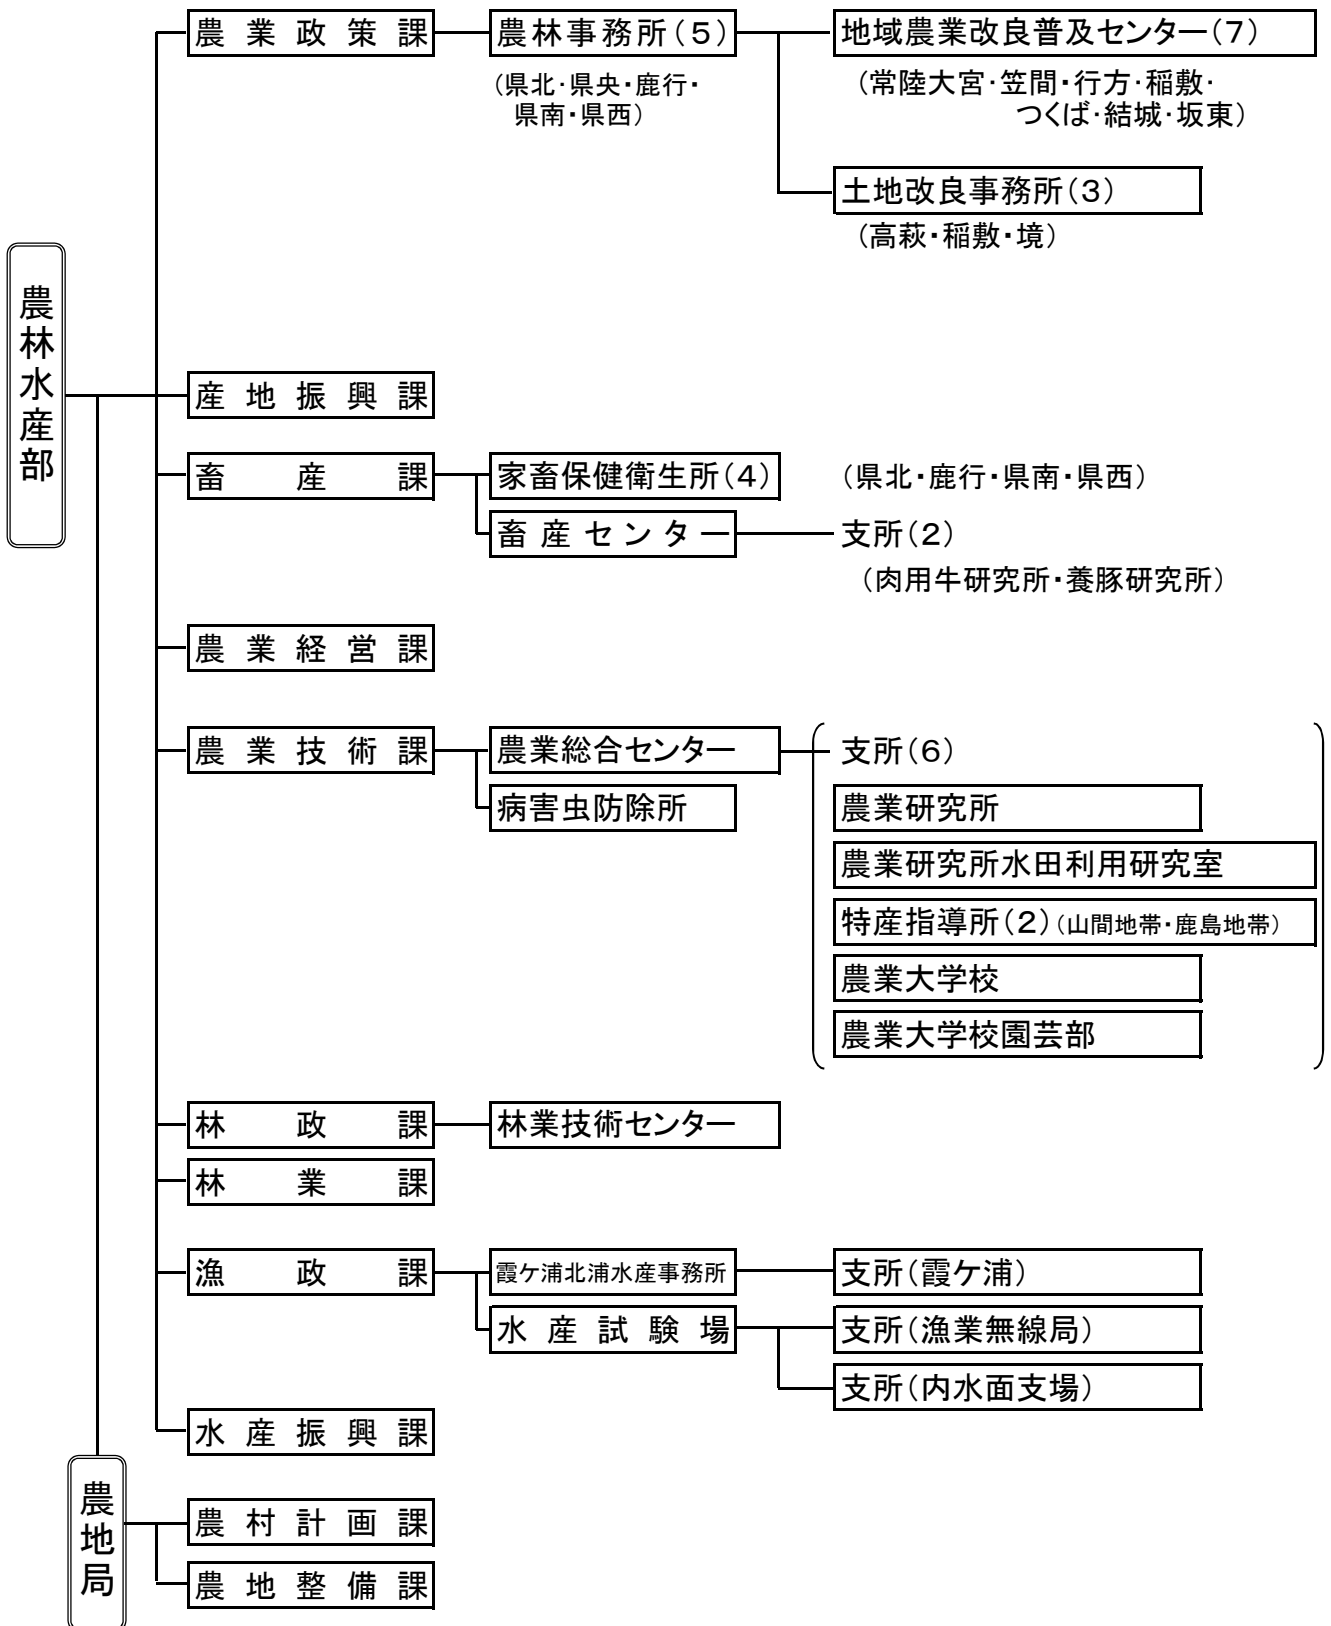 農業政策課 農林事務所（５） 地域農業改良普及センター（７）
（県北・県央・鹿行・ （常陸大宮・笠間・行方・稲敷・
県南・県西） つくば・結城・坂東）
土地改良事務所（３）
（高萩・稲敷・境）
農林水産部
産地振興課
畜産課 家畜保健衛生所（４） （県北・鹿行・県南・県西）
畜産センター 支所（２）
（肉用牛研究所・養豚研究所）
農業経営課
農業技術課 農業総合センター 支所（６）
病害虫防除所 農業研究所
農業研究所水田利用研究室
特産指導所（２）（山間地帯・鹿島地帯）
農業大学校
農業大学校園芸部
林政課 林業技術センター
林業課
漁政課 霞ケ浦北浦水産事務所 支所（霞ケ浦）
水産試験場 支所（漁業無線局）
支所（内水面支場）
水産振興課
農地局
農村計画課
農地整備課